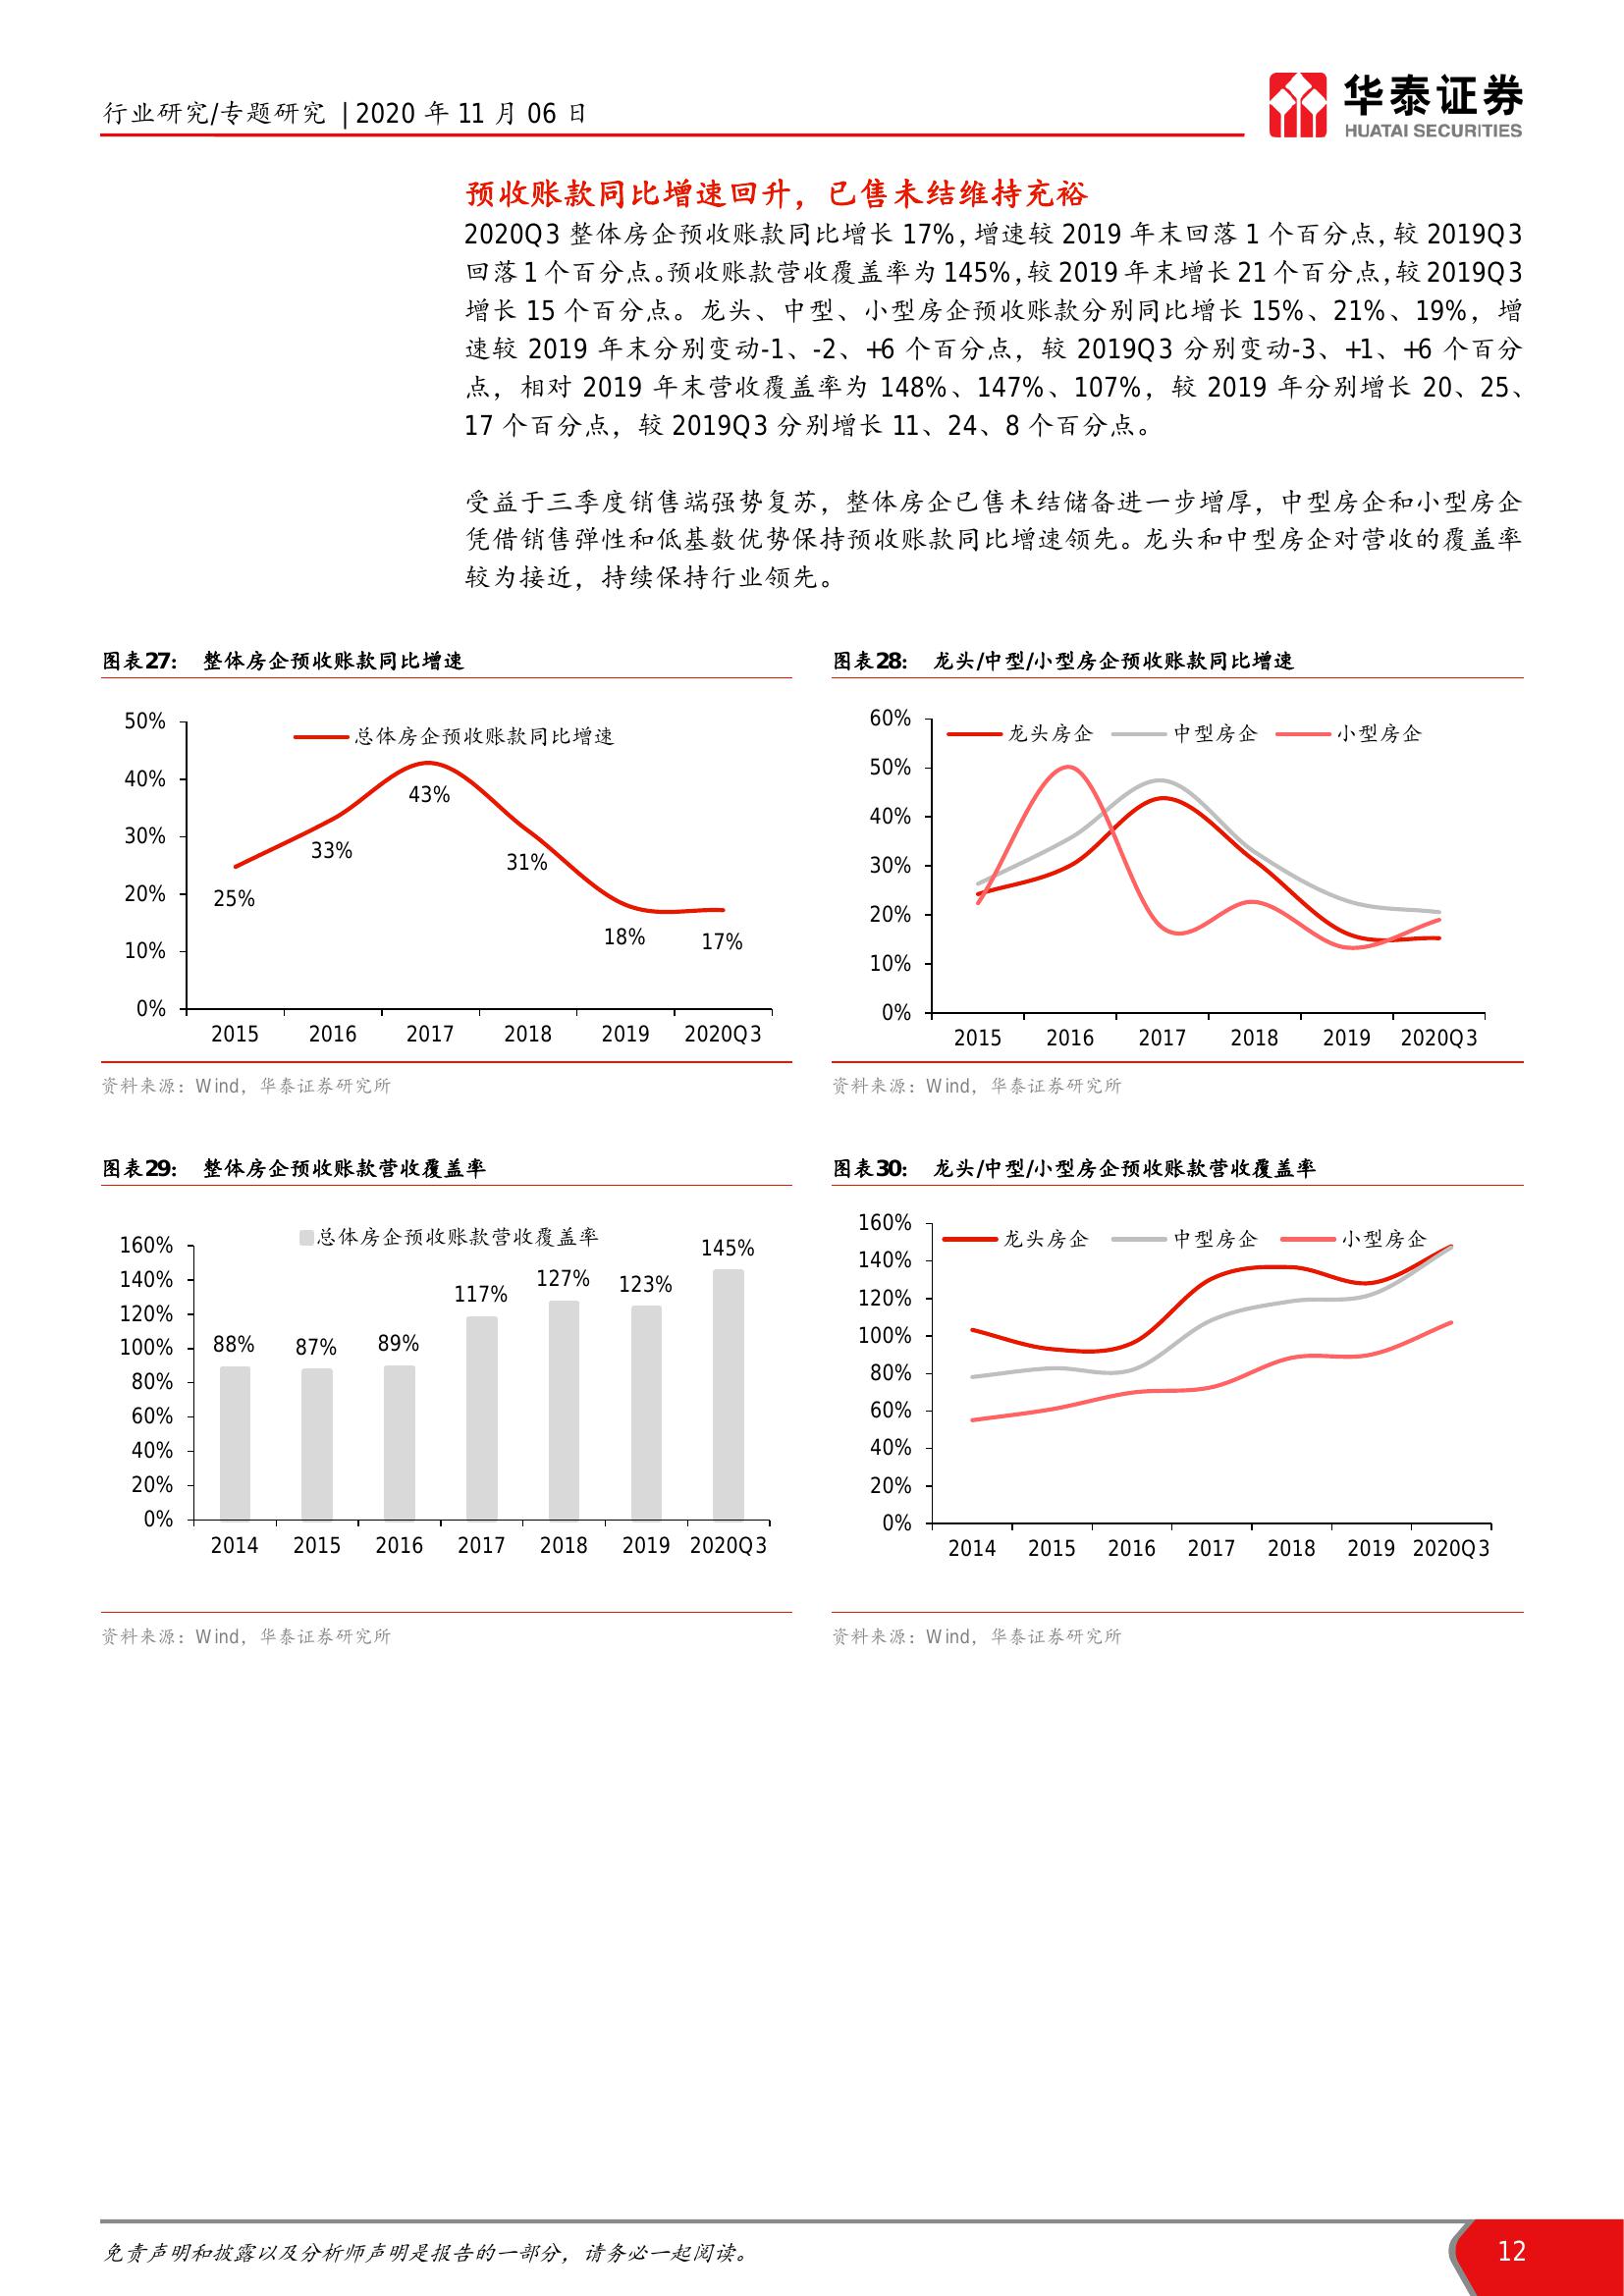 行业研究/专题研究 | 2020 年 11 月 06 日
华泰证券
HUATAI SECURITIES
预收账款同比增速回升，已售未结维持充裕
2020Q3 整体房企预收账款同比增长 17%，增速较 2019 年末回落 1 个百分点，较 2019Q3
回落 1 个百分点。预收账款营收覆盖率为 145%，较 2019 年末增长 21 个百分点，较 2019Q3
增长 15 个百分点。龙头、中型、小型房企预收账款分别同比增长 15%、21%、19%，增
速较 2019 年末分别变动-1、-2、+6 个百分点，较 2019Q3 分别变动-3、+1、+6 个百分
点，相对 2019 年末营收覆盖率为 148%、147%、107%，较 2019 年分别增长 20、25、
17 个百分点，较 2019Q3 分别增长 11、24、8 个百分点。
受益于三季度销售端强势复苏，整体房企已售未结储备进一步增厚，中型房企和小型房企
凭借销售弹性和低基数优势保持预收账款同比增速领先。龙头和中型房企对营收的覆盖率
较为接近，持续保持行业领先。
图表27： 整体房企预收账款同比增速
总体房企预收账款同比增速
50%
40%
30%
20%
10%
0%
25%
33%
43%
31%
18%
17%
2015 2016 2017 2018 2019 2020Q3
资料来源：Wind，华泰证券研究所
图表28： 龙头/中型/小型房企预收账款同比增速
龙头房企 中型房企 小型房企
60%
50%
40%
30%
20%
10%
0%
2015 2016 2017 2018 2019 2020Q3
资料来源：Wind，华泰证券研究所
图表29： 整体房企预收账款营收覆盖率
总体房企预收账款营收覆盖率
160%
140%
120%
100%
80%
60%
40%
20%
0%
88%
87%
89%
117%
127%
123%
145%
2014 2015 2016 2017 2018 2019 2020Q3
资料来源：Wind，华泰证券研究所
图表30： 龙头/中型/小型房企预收账款营收覆盖率
龙头房企 中型房企 小型房企
160%
140%
120%
100%
80%
60%
40%
20%
0%
2014 2015 2016 2017 2018 2019 2020Q3
资料来源：Wind，华泰证券研究所
免责声明和披露以及分析师声明是报告的一部分，请务必一起阅读。
12